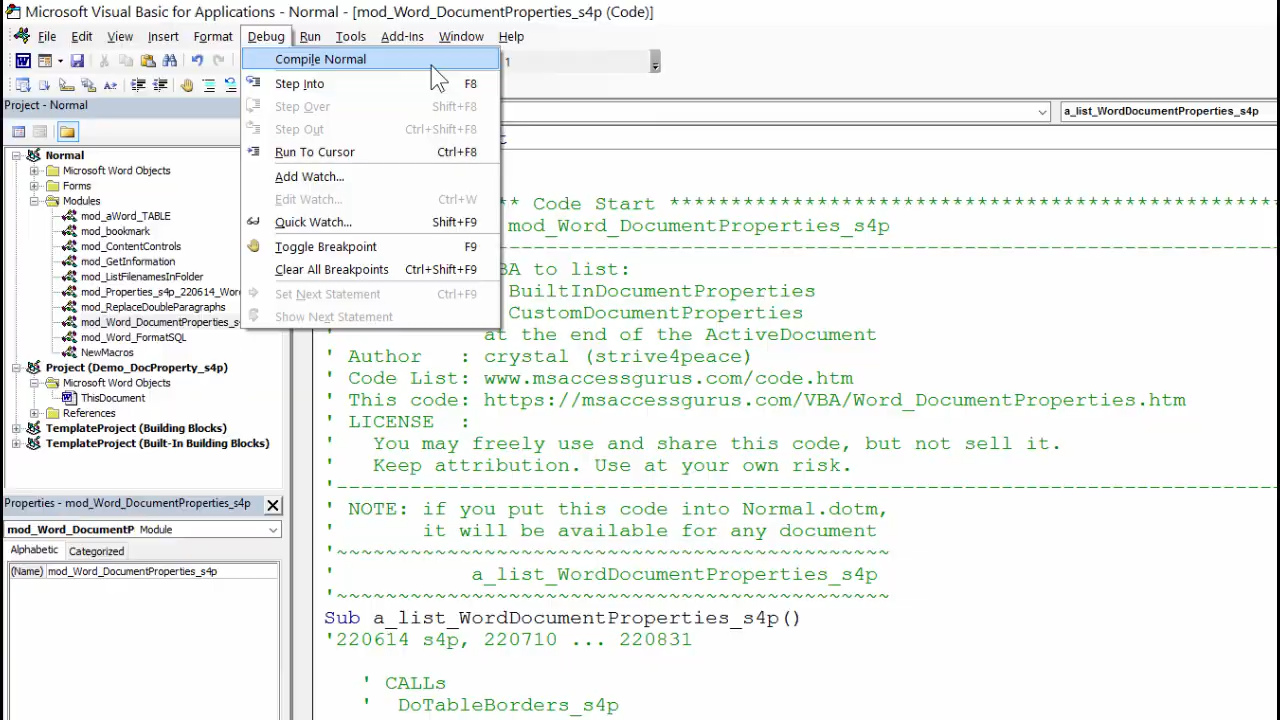 Microsoft Visual Basic for Applications - Normal - [mod_Word_DocumentProperties_s4p (Code)]
File Edit View Insert Format Debug Run Tools Add-Ins Window Help
1
Project - Normal
a_list_WordDocumentProperties_s4p
Compile Normal
Step Into F8
Step Over Shift+F8
Step Out Ctrl+Shift+F8
Run To Cursor Ctrl+F8
Add Watch...
Edit Watch... Ctrl+W
Quick Watch... Shift+F9
Toggle Breakpoint F9
Clear All Breakpoints Ctrl+Shift+F9
Set Next Statement Ctrl+F9
Show Next Statement
Normal
Microsoft Word Objects
Forms
Modules
mod_aWord_TABLE
mod_bookmark
mod_ContentControls
mod_GetInformation
mod_ListFilenamesInFolder
mod_Properties_s4p_220614_Wor
mod_ReplaceDoubleParagraphs
mod_Word_DocumentProperties_s
mod_Word_FormatSQL
NewMacros
Project (Demo_DocProperty_s4p)
Microsoft Word Objects
ThisDocument
References
TemplateProject (Building Blocks)
TemplateProject (Built-In Building Blocks)
Properties - mod_Word_DocumentProperties_s4p
mod_Word_DocumentP Module
Alphabetic Categorized
(Name) mod_Word_DocumentProperties_s4p
t
** Code Start **************************************
mod_Word_DocumentProperties_s4p
BA to list:
BuiltInDocumentProperties
CustomDocumentProperties
at the end of the ActiveDocument
' Author   : crystal (strive4peace)
' Code List: www.msaccessgurus.com/code.htm
' This code: https://msaccessgurus.com/VBA/Word_DocumentProperties.htm
' LICENSE  :
'   You may freely use and share this code, but not sell it.
'   Keep attribution. Use at your own risk.
'----------------------------------------------------------
' NOTE: if you put this code into Normal.dotm,
'       it will be available for any document
'~~~~~~~~~~~~~~~~~~~~~~~~~~~~~~~~~~~~~~~~~~~~~~
'         a_list_WordDocumentProperties_s4p
'~~~~~~~~~~~~~~~~~~~~~~~~~~~~~~~~~~~~~~~~~~~~~~
Sub a_list_WordDocumentProperties_s4p()
'220614 s4p, 220710 ... 220831
' CALLs
'  DoTableBorders_s4p